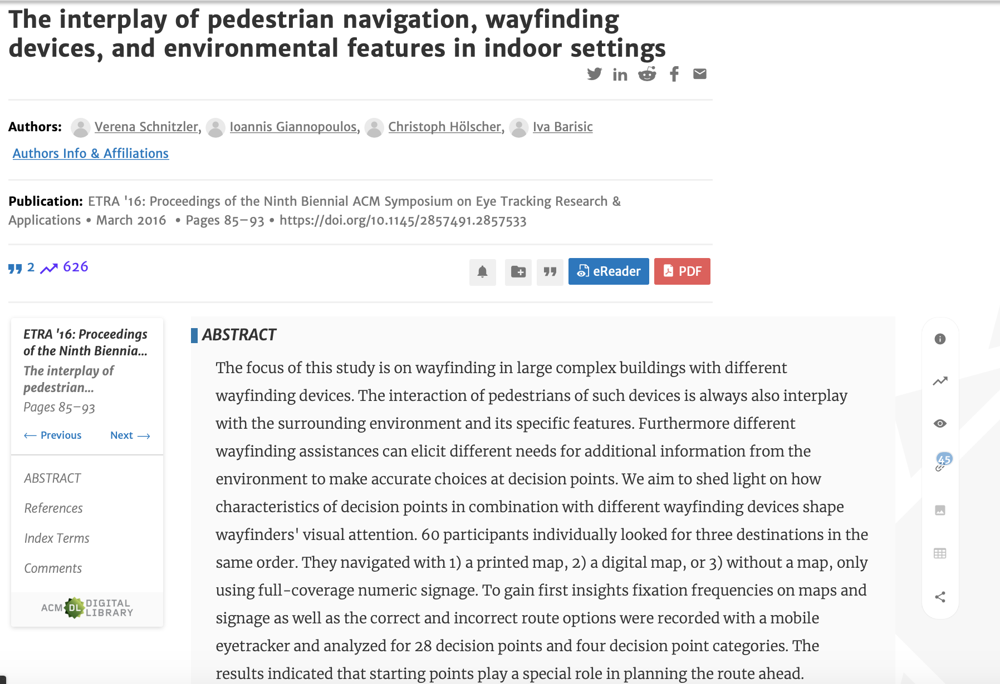 The interplay of pedestrian navigation, wayfinding
devices, and environmental features in indoor settings
Authors: Verena Schnitzler, Ioannis Giannopoulos, Christoph Hölscher, Iva Barisic
Authors Info & Affiliations
Publication: ETRA '16: Proceedings of the Ninth Biennial ACM Symposium on Eye Tracking Research &
Applications • March 2016 • Pages 85–93 • https://doi.org/10.1145/2857491.2857533
2 626
eReader PDF
ETRA '16: Proceedings
of the Ninth Biennia...
The interplay of
pedestrian...
Pages 85–93
← Previous Next →
ABSTRACT
References
Index Terms
Comments
ACM DL DIGITAL
LIBRARY
ABSTRACT
The focus of this study is on wayfinding in large complex buildings with different
wayfinding devices. The interaction of pedestrians of such devices is always also interplay
with the surrounding environment and its specific features. Furthermore different
wayfinding assistances can elicit different needs for additional information from the
environment to make accurate choices at decision points. We aim to shed light on how
characteristics of decision points in combination with different wayfinding devices shape
wayfinders' visual attention. 60 participants individually looked for three destinations in the
same order. They navigated with 1) a printed map, 2) a digital map, or 3) without a map, only
using full-coverage numeric signage. To gain first insights fixation frequencies on maps and
signage as well as the correct and incorrect route options were recorded with a mobile
eyetracker and analyzed for 28 decision points and four decision point categories. The
results indicated that starting points play a special role in planning the route ahead.
45